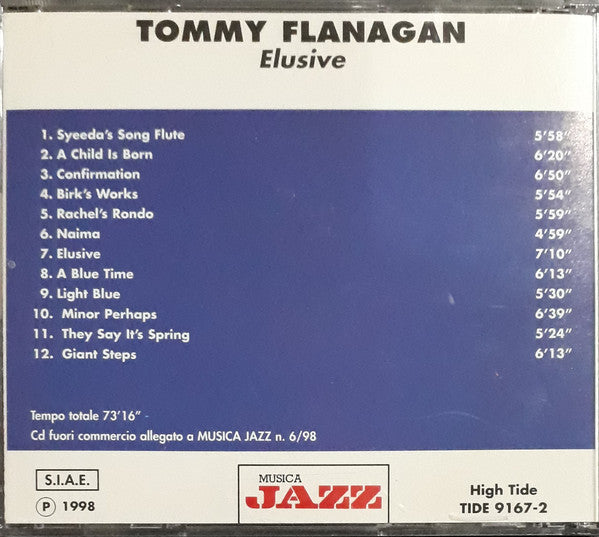 TOMMY FLANAGAN
Elusive
1. Syeeda's Song Flute 5'58"
2. A Child Is Born 6'20"
3. Confirmation 6'50"
4. Birk's Works 5'54"
5. Rachel's Rondo 5'59"
6. Naima 4'59"
7. Elusive 7'10"
8. A Blue Time 6'13"
9. Light Blue 5'30"
10. Minor Perhaps 6'39"
11. They Say It's Spring 5'24"
12. Giant Steps 6'13"
Tempo totale 73'16"
Cd fuori commercio allegato a MUSICA JAZZ n. 6/98
S.I.A.E.
℗ 1998
MUSICA
JAZZ
High Tide
TIDE 9167-2